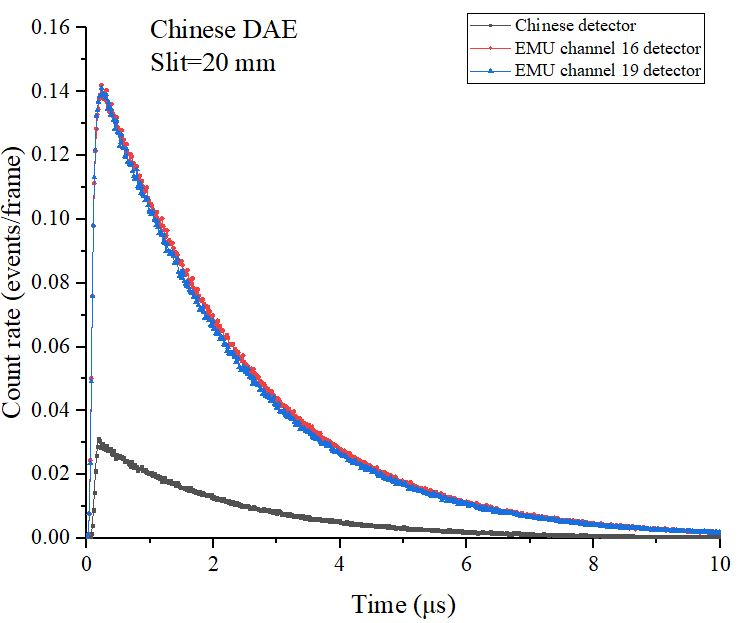 Chinese DAE
Slit=20 mm
Chinese detector
EMU channel 16 detector
EMU channel 19 detector
Count rate (events/frame)
0.16
0.14
0.12
0.10
0.08
0.06
0.04
0.02
0.00
0
2
4
6
8
10
Time (μs)